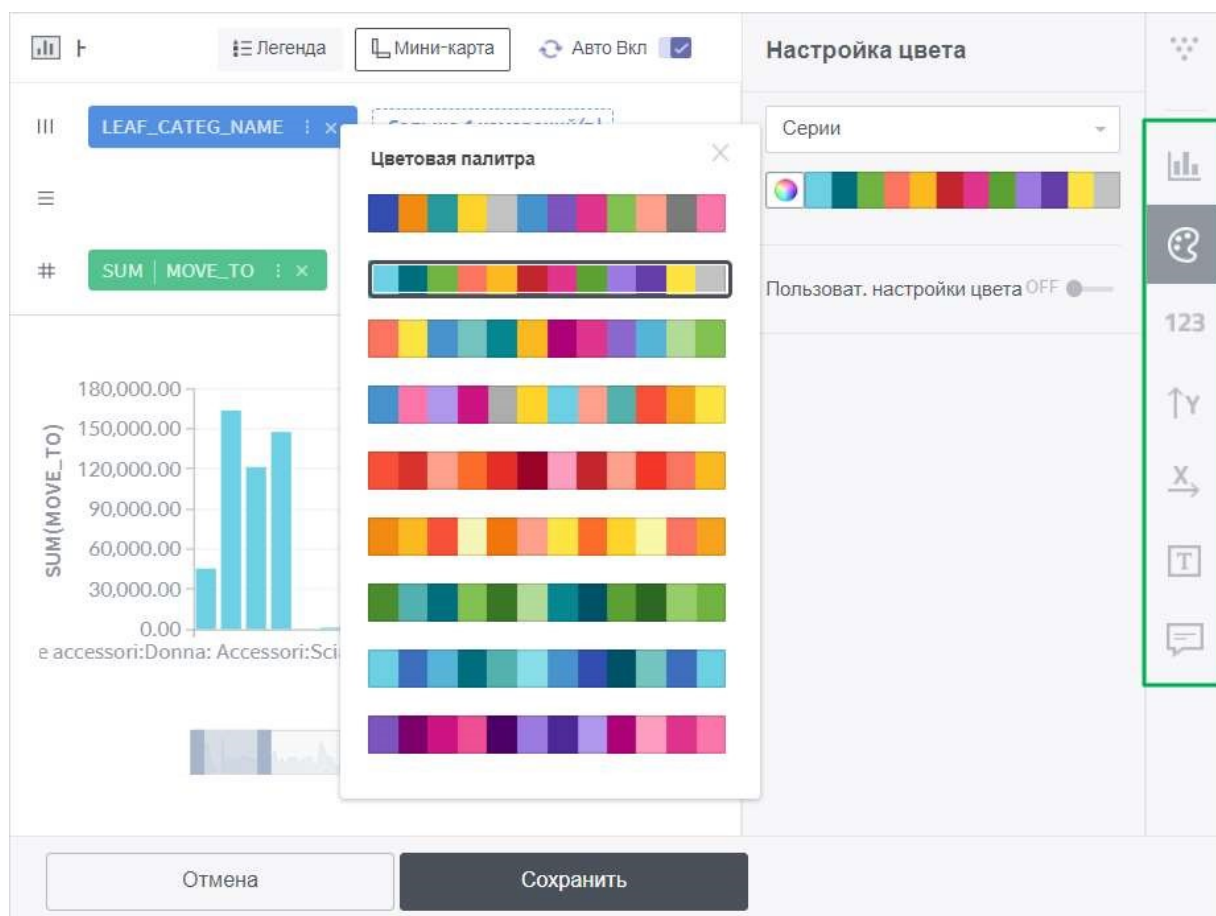 Легенда
Мини-карта
Авто Вкл
Настройка цвета
LEAF_CATEG_NAME
Серии
Цветовая палитра
SUM | MOVE_TO
Пользоват. настройки цвета OFF
123
Y
X
T
SUM(MOVE_TO)
180,000.00
150,000.00
120,000.00
90,000.00
60,000.00
30,000.00
0.00
e accessori:Donna: Accessori:Sci
Отмена
Сохранить